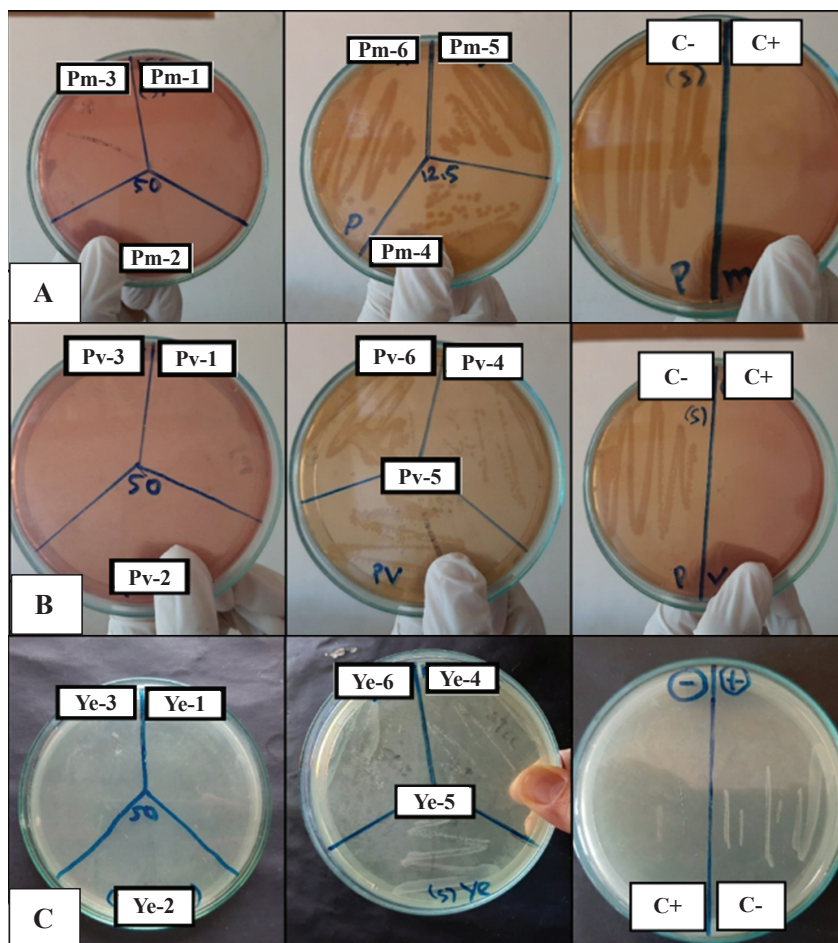 Pm-3 Pm-1
(S)
50
Pm-2
A
Pm-6 Pm-5
12.5
P
Pm-4
C- C+
(S)
P m
Pv-3 Pv-1
50
Pv-2
B
Pv-6 Pv-4
Pv-5
PV
C- C+
(S)
P V
Ye-3 Ye-1
50
Ye-2
C
Ye-6 Ye-4
Ye-5
(S) Ye
- +
C+ C-